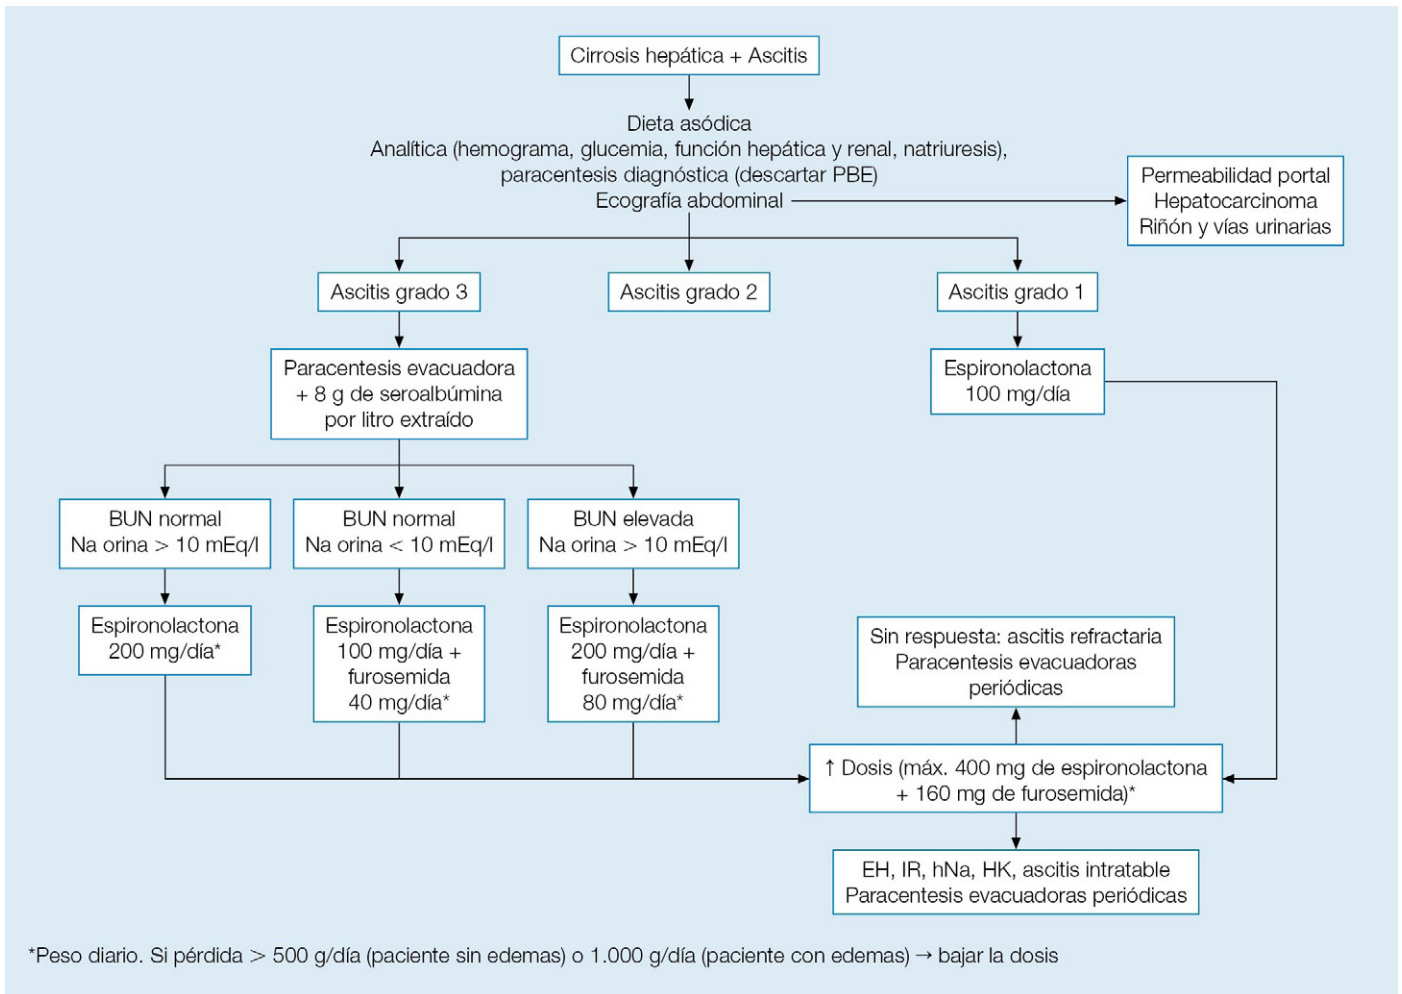 Cirrosis hepática + Ascitis
Dieta asódica
Analítica (hemograma, glucemia, función hepática y renal, natriuresis),
paracentesis diagnóstica (descartar PBE)
Ecografía abdominal
Permeabilidad portal
Hepatocarcinoma
Riñón y vías urinarias
Ascitis grado 3
Ascitis grado 2
Ascitis grado 1
Paracentesis evacuadora
+ 8 g de seroalbúmina
por litro extraído
Espironolactona
100 mg/día
BUN normal
Na orina > 10 mEq/l
BUN normal
Na orina < 10 mEq/l
BUN elevada
Na orina > 10 mEq/l
Espironolactona
200 mg/día*
Espironolactona
100 mg/día +
furosemida
40 mg/día*
Espironolactona
200 mg/día +
furosemida
80 mg/día*
Sin respuesta: ascitis refractaria
Paracentesis evacuadoras
periódicas
↑ Dosis (máx. 400 mg de espironolactona
+ 160 mg de furosemida)*
EH, IR, hNa, HK, ascitis intratable
Paracentesis evacuadoras periódicas
*Peso diario. Si pérdida > 500 g/día (paciente sin edemas) o 1.000 g/día (paciente con edemas) → bajar la dosis